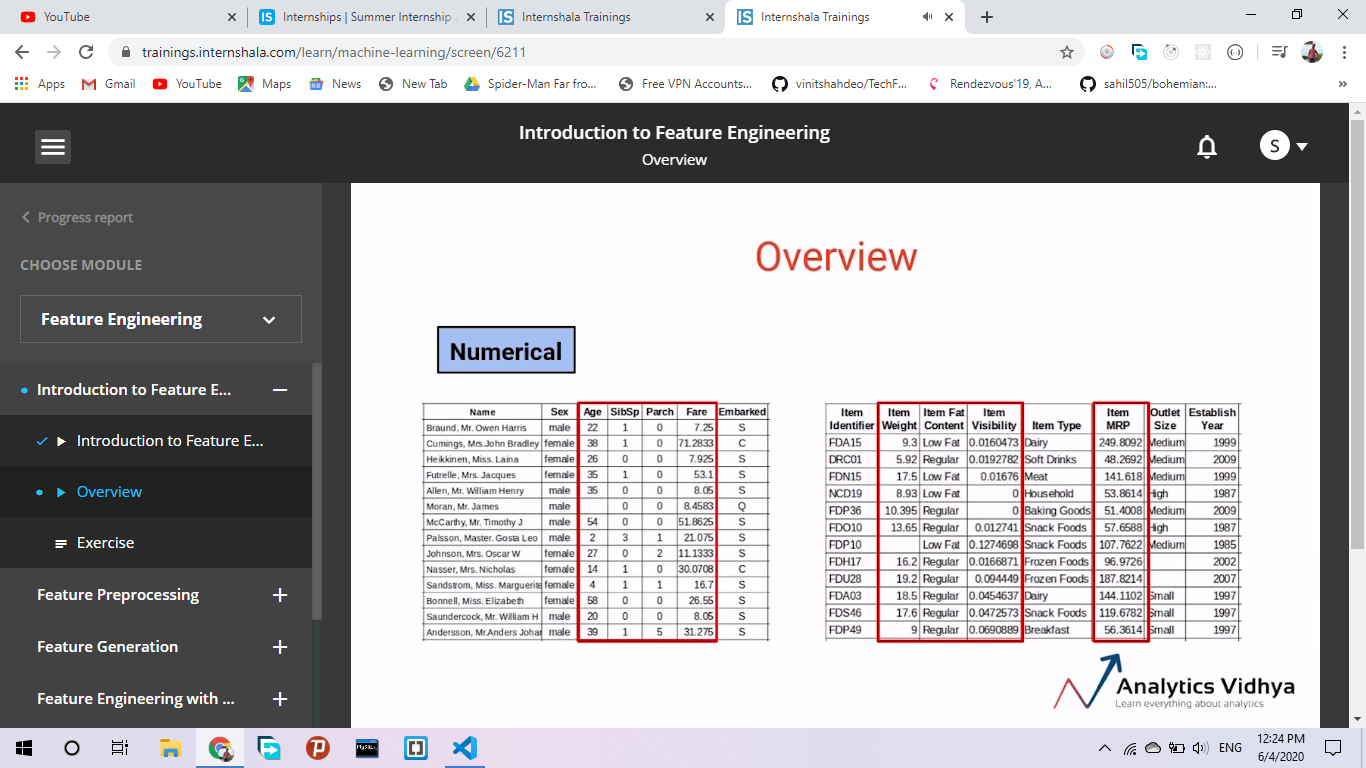 YouTube
Internships | Summer Internship
Internshala Trainings
Internshala Trainings
trainings.internshala.com/learn/machine-learning/screen/6211
Apps Gmail YouTube Maps News New Tab Spider-Man Far fro... Free VPN Accounts... vinitshahdeo/TechF... Rendezvous'19, A... sahil505/bohemian:... »
Introduction to Feature Engineering
Overview
S
Progress report
CHOOSE MODULE
Feature Engineering
Introduction to Feature E...
Introduction to Feature E...
Overview
Exercise
Feature Preprocessing
Feature Generation
Feature Engineering with ...
Overview
Numerical
Name Sex Age SibSp Parch Fare Embarked
Braund, Mr. Owen Harris male 22 1 0 7.25 S
Cumings, Mrs.John Bradley female 38 1 0 71.2833 C
Heikkinen, Miss. Laina female 26 0 0 7.925 S
Futrelle, Mrs. Jacques female 35 1 0 53.1 S
Allen, Mr. William Henry male 35 0 0 8.05 S
Moran, Mr. James male 0 0 8.4583 Q
McCarthy, Mr. Timothy J male 54 0 0 51.8625 S
Palsson, Master. Gosta Leo male 2 3 1 21.075 S
Johnson, Mrs. Oscar W female 27 0 2 11.1333 S
Nasser, Mrs. Nicholas female 14 1 0 30.0708 C
Sandstrom, Miss. Marguerite female 4 1 1 16.7 S
Bonnell, Miss. Elizabeth female 58 0 0 26.55 S
Saundercock, Mr. William H male 20 0 0 8.05 S
Andersson, Mr.Anders Johan male 39 1 5 31.275 S
Item Item Item Fat Item Item Outlet Establish
Identifier Weight Content Visibility Item Type MRP Size Year
FDA15 9.3 Low Fat 0.0160473 Dairy 249.8092 Medium 1999
DRC01 5.92 Regular 0.0192782 Soft Drinks 48.2692 Medium 2009
FDN15 17.5 Low Fat 0.01676 Meat 141.618 Medium 1999
NCD19 8.93 Low Fat 0 Household 53.8614 High 1987
FDP36 10.395 Regular 0 Baking Goods 51.4008 Medium 2009
FDO10 13.65 Regular 0.012741 Snack Foods 57.6588 High 1987
FDP10 Low Fat 0.1274698 Snack Foods 107.7622 Medium 1985
FDH17 16.2 Regular 0.0166871 Frozen Foods 96.9726 2002
FDU28 19.2 Regular 0.094449 Frozen Foods 187.8214 2007
FDA03 18.5 Regular 0.0454637 Dairy 144.1102 Small 1997
FDS46 17.6 Regular 0.0472573 Snack Foods 119.6782 Small 1997
FDP49 9 Regular 0.0690889 Breakfast 56.3614 Small 1997
Analytics Vidhya
Learn everything about analytics
ENG
12:24 PM
6/4/2020